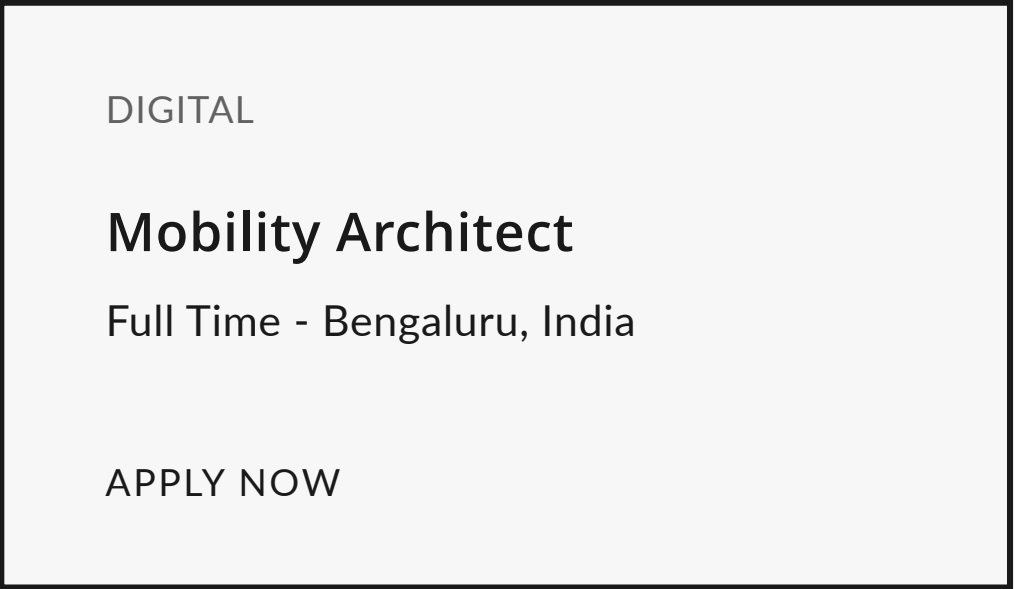 DIGITAL
Mobility Architect
Full Time - Bengaluru, India
APPLY NOW